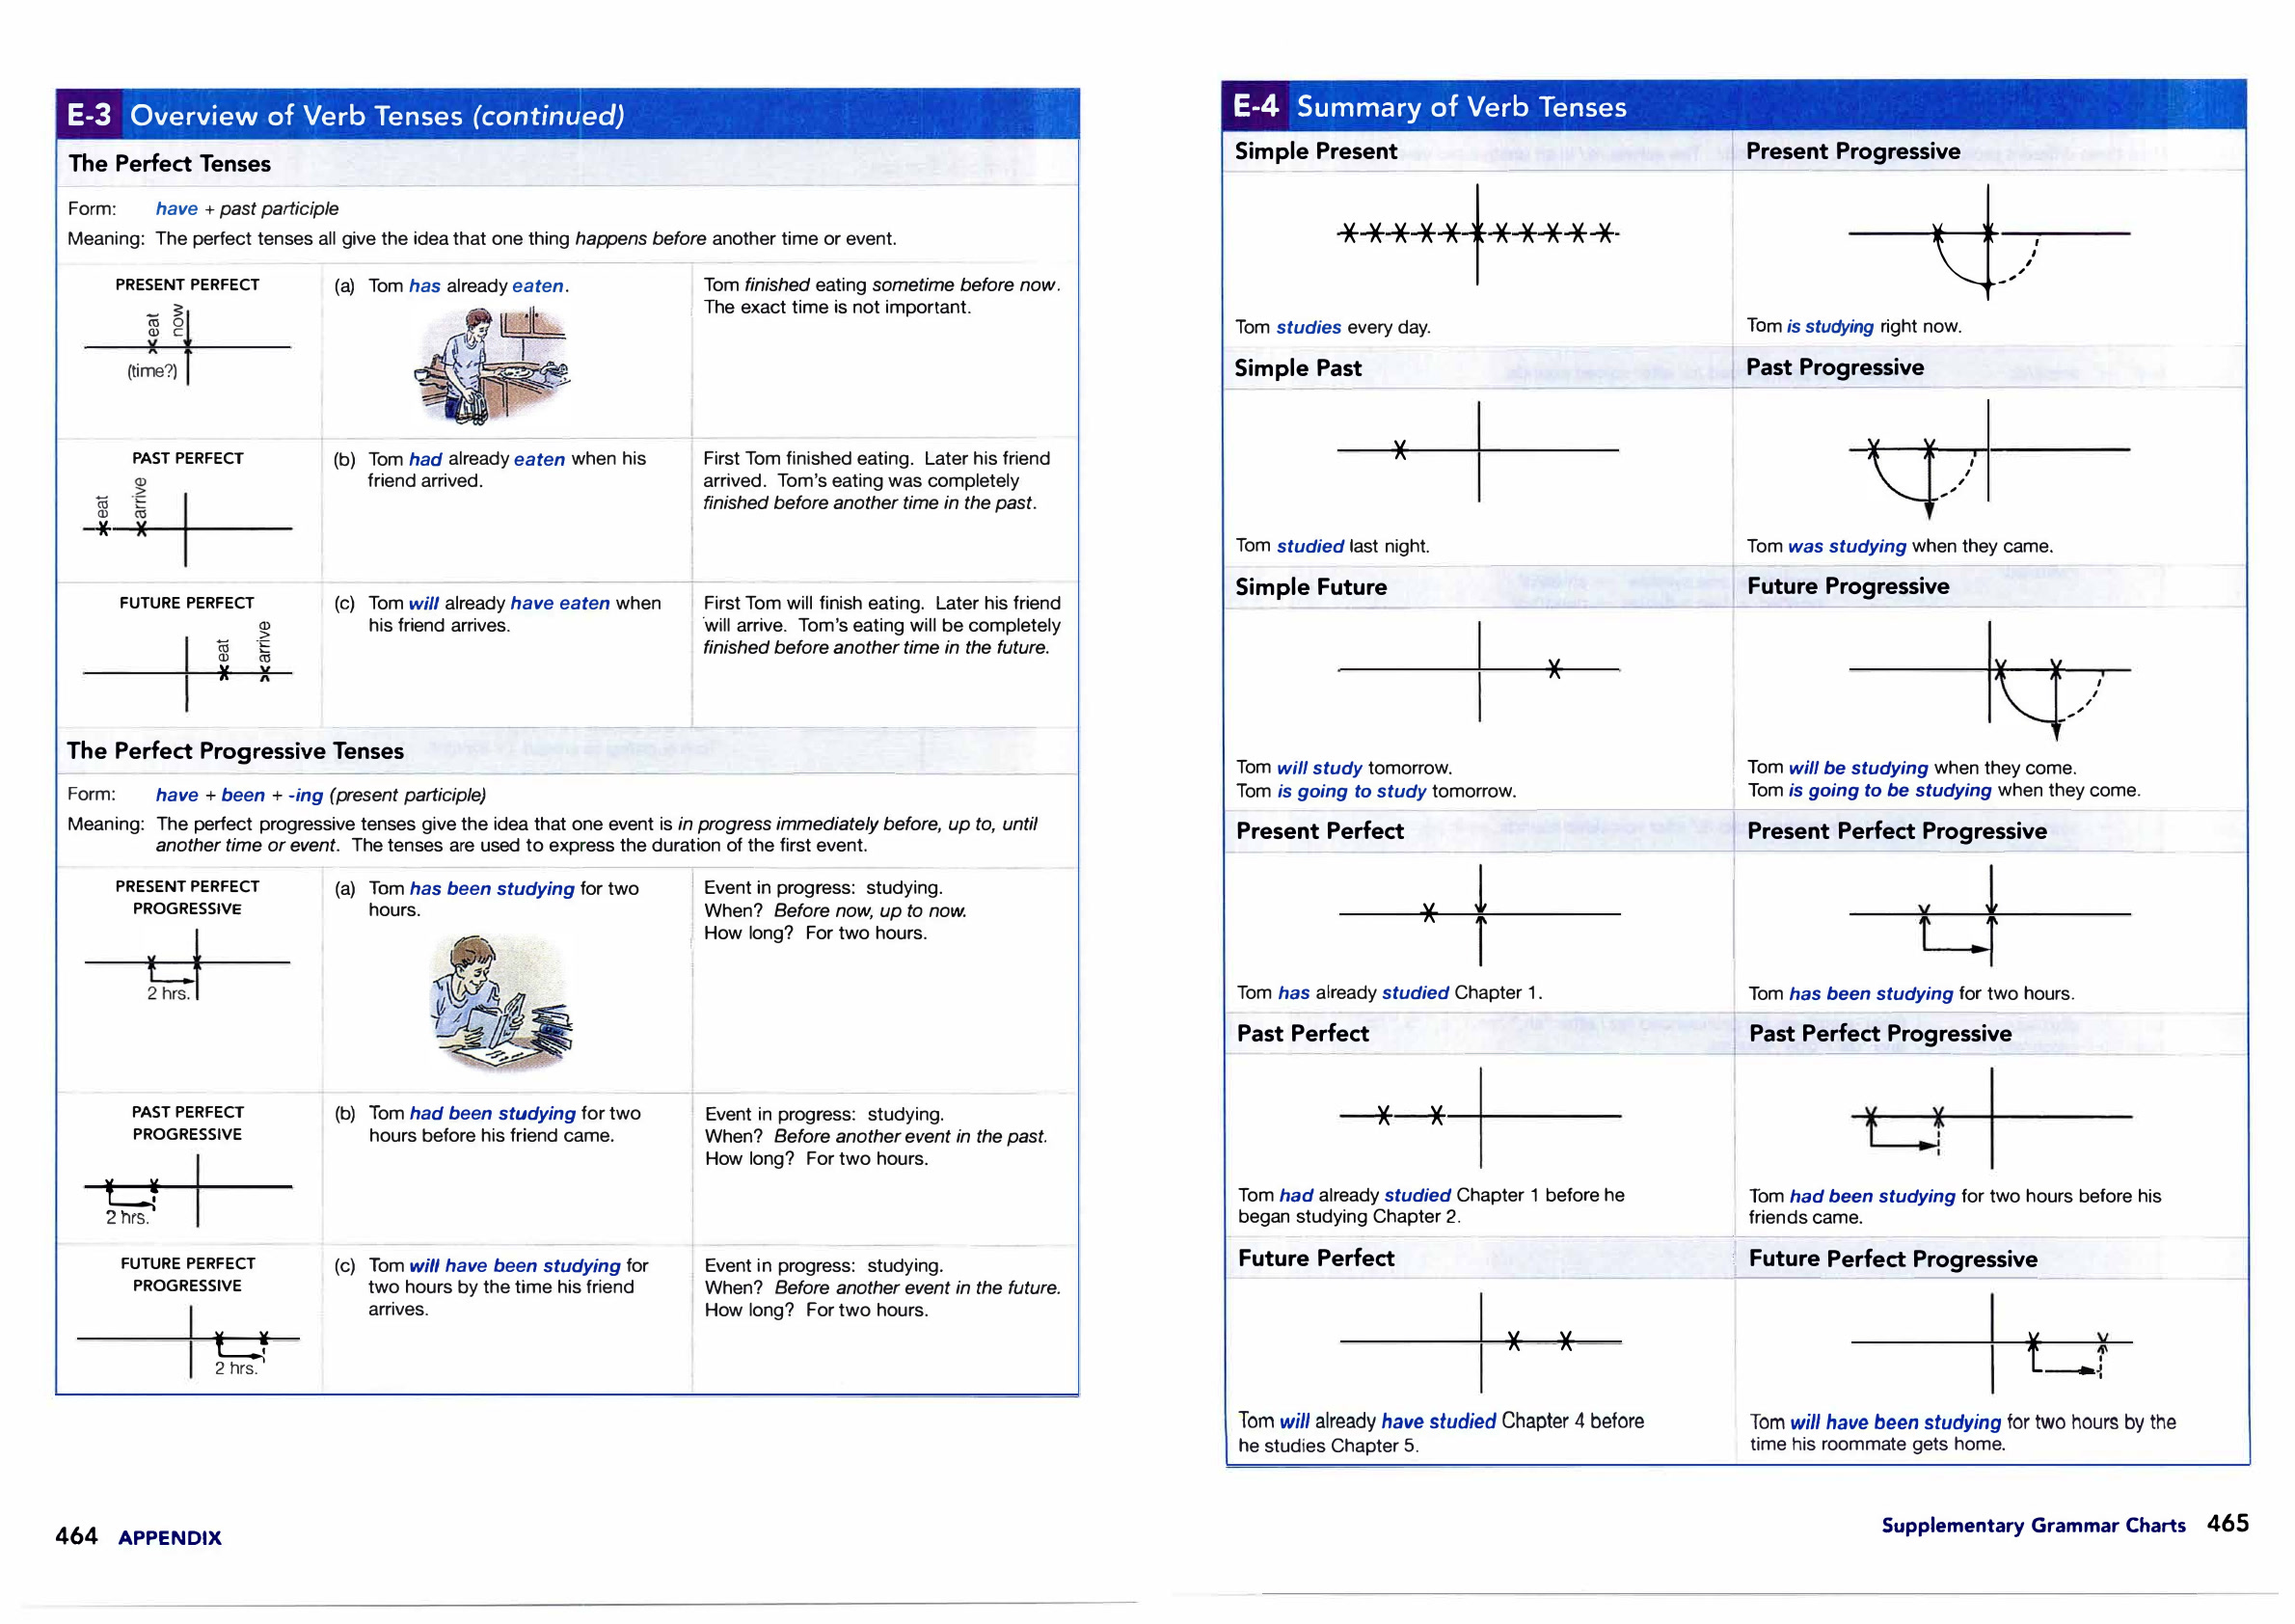 E-3 Overview of Verb Tenses (continued)
The Perfect Tenses
Form: have + past participle
Meaning: The perfect tenses all give the idea that one thing happens before another time or event.
PRESENT PERFECT
eat
now
(time?)
(a) Tom has already eaten.
Tom finished eating sometime before now.
The exact time is not important.
PAST PERFECT
eat
arrive
(b) Tom had already eaten when his
friend arrived.
First Tom finished eating. Later his friend
arrived. Tom's eating was completely
finished before another time in the past.
FUTURE PERFECT
eat
arrive
(c) Tom will already have eaten when
his friend arrives.
First Tom will finish eating. Later his friend
will arrive. Tom's eating will be completely
finished before another time in the future.
The Perfect Progressive Tenses
Form: have + been + -ing (present participle)
Meaning: The perfect progressive tenses give the idea that one event is in progress immediately before, up to, until
another time or event. The tenses are used to express the duration of the first event.
PRESENT PERFECT
PROGRESSIVE
2 hrs.
(a) Tom has been studying for two
hours.
Event in progress: studying.
When? Before now, up to now.
How long? For two hours.
PAST PERFECT
PROGRESSIVE
2 hrs.
(b) Tom had been studying for two
hours before his friend came.
Event in progress: studying.
When? Before another event in the past.
How long? For two hours.
FUTURE PERFECT
PROGRESSIVE
2 hrs.
(c) Tom will have been studying for
two hours by the time his friend
arrives.
Event in progress: studying.
When? Before another event in the future.
How long? For two hours.
464 APPENDIX
E-4 Summary of Verb Tenses
Simple Present
Present Progressive
Tom studies every day.
Tom is studying right now.
Simple Past
Past Progressive
Tom studied last night.
Tom was studying when they came.
Simple Future
Future Progressive
Tom will study tomorrow.
Tom is going to study tomorrow.
Tom will be studying when they come.
Tom is going to be studying when they come.
Present Perfect
Present Perfect Progressive
Tom has already studied Chapter 1.
Tom has been studying for two hours.
Past Perfect
Past Perfect Progressive
Tom had already studied Chapter 1 before he
began studying Chapter 2.
Tom had been studying for two hours before his
friends came.
Future Perfect
Future Perfect Progressive
Tom will already have studied Chapter 4 before
he studies Chapter 5.
Tom will have been studying for two hours by the
time his roommate gets home.
Supplementary Grammar Charts 465